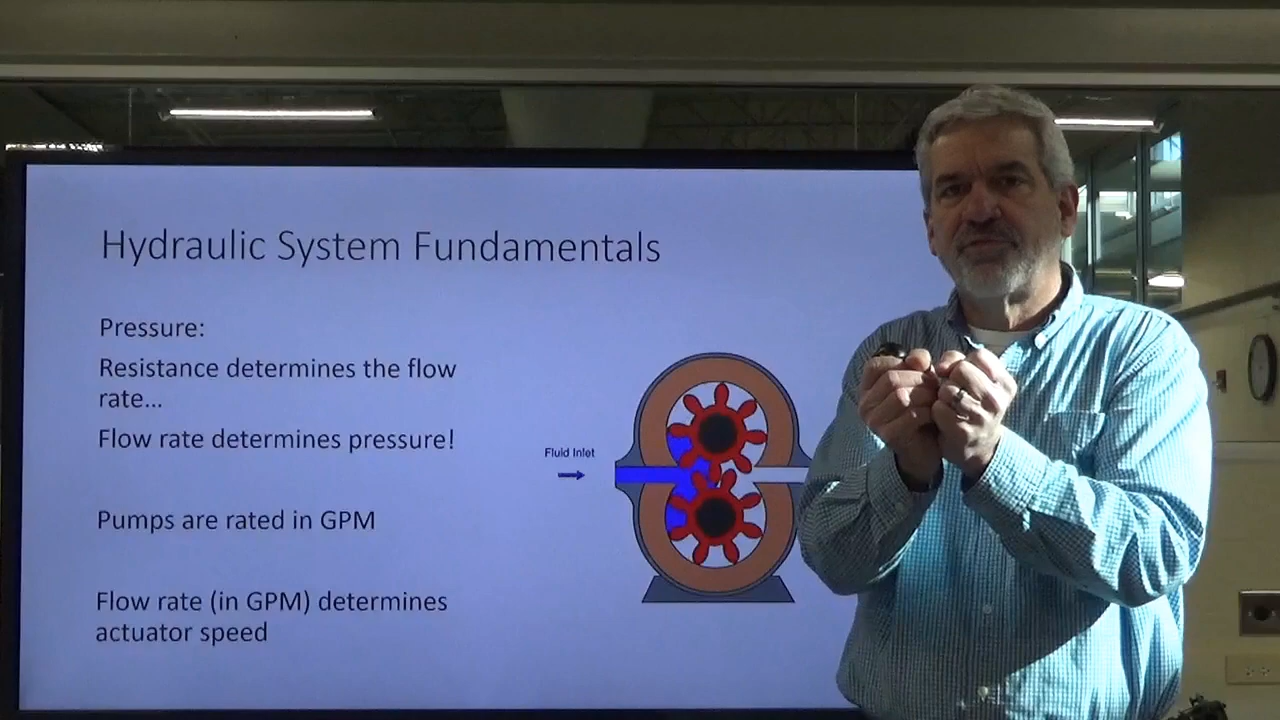 Hydraulic System Fundamentals
Pressure:
Resistance determines the flow
rate...
Flow rate determines pressure!
Fluid Inlet
Pumps are rated in GPM
Flow rate (in GPM) determines
actuator speed